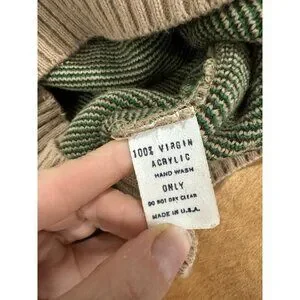 100% VIRGIN
ACRYLIC
HAND WASH
ONLY
DO NOT DRY CLEAN
MADE IN U.S.A.